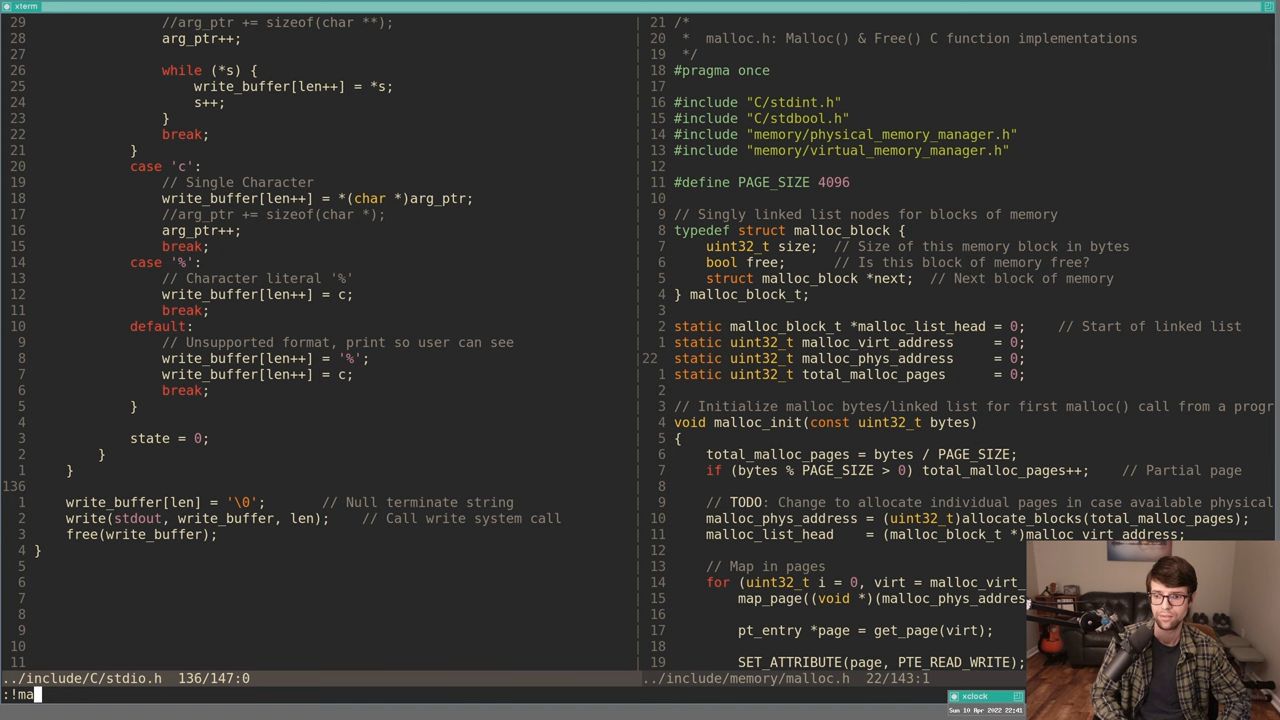 xterm
29 //arg_ptr += sizeof(char **);
28 arg_ptr++;
27
26 while (*s) {
25 write_buffer[len++] = *s;
24 s++;
23 }
22 break;
21 }
20 case 'c':
19 // Single Character
18 write_buffer[len++] = *(char *)arg_ptr;
17 //arg_ptr += sizeof(char *);
16 arg_ptr++;
15 break;
14 case '%':
13 // Character literal '%'
12 write_buffer[len++] = c;
11 break;
10 default:
9 // Unsupported format, print so user can see
8 write_buffer[len++] = '%';
7 write_buffer[len++] = c;
6 break;
5 }
4
3 state = 0;
2 }
1 }
136
1 write_buffer[len] = '\0'; // Null terminate string
2 write(stdout, write_buffer, len); // Call write system call
3 free(write_buffer);
4 }
5
6
7
8
9
10
11
../include/C/stdio.h 136/147:0
:!ma
21 /*
20 * malloc.h: Malloc() & Free() C function implementations
19 */
18 #pragma once
17
16 #include "C/stdint.h"
15 #include "C/stdbool.h"
14 #include "memory/physical_memory_manager.h"
13 #include "memory/virtual_memory_manager.h"
12
11 #define PAGE_SIZE 4096
10
9 // Singly linked list nodes for blocks of memory
8 typedef struct malloc_block {
7 uint32_t size; // Size of this memory block in bytes
6 bool free; // Is this block of memory free?
5 struct malloc_block *next; // Next block of memory
4 } malloc_block_t;
3
2 static malloc_block_t *malloc_list_head = 0; // Start of linked list
1 static uint32_t malloc_virt_address = 0;
22 static uint32_t malloc_phys_address = 0;
1 static uint32_t total_malloc_pages = 0;
2
3 // Initialize malloc bytes/linked list for first malloc() call from a progr
4 void malloc_init(const uint32_t bytes)
5 {
6 total_malloc_pages = bytes / PAGE_SIZE;
7 if (bytes % PAGE_SIZE > 0) total_malloc_pages++; // Partial page
8
9 // TODO: Change to allocate individual pages in case available physical
10 malloc_phys_address = (uint32_t)allocate_blocks(total_malloc_pages);
11 malloc_list_head = (malloc_block_t *)malloc_virt_address;
12
13 // Map in pages
14 for (uint32_t i = 0, virt = malloc_virt_
15 map_page((void *)(malloc_phys_addres
16
17 pt_entry *page = get_page(virt);
18
19 SET_ATTRIBUTE(page, PTE_READ_WRITE);
../include/memory/malloc.h 22/143:1
xclock
Sun 10 Apr 2022 22:41